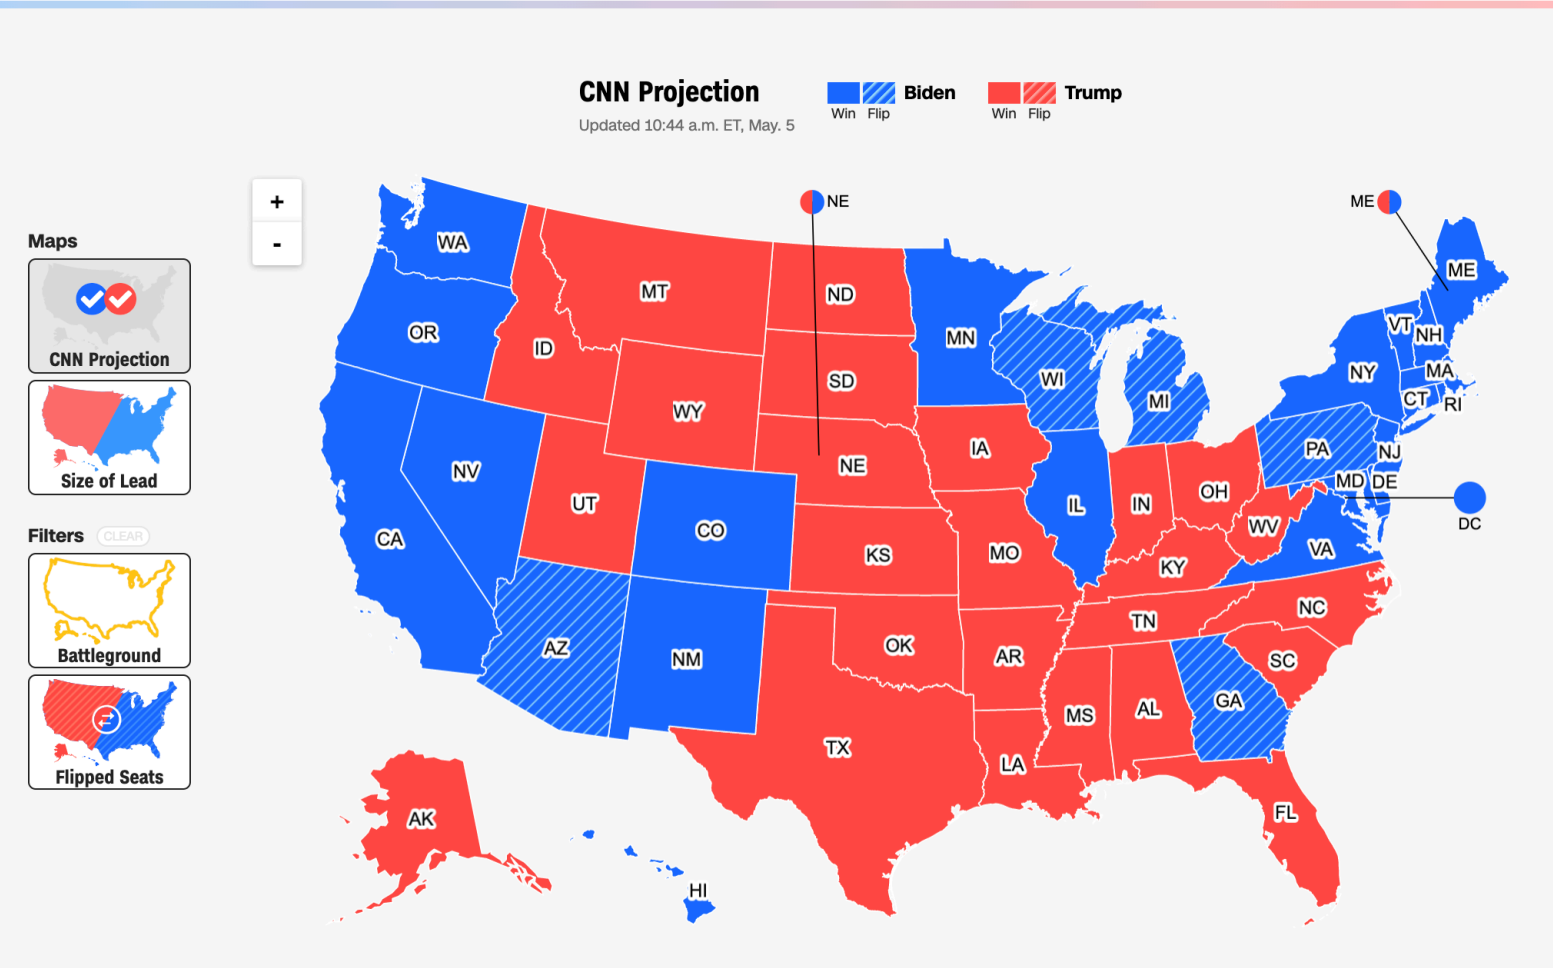 CNN Projection
Updated 10:44 a.m. ET, May. 5
Win Flip
Biden
Win Flip
Trump
+
-
Maps
CNN Projection
Size of Lead
Filters CLEAR
Battleground
Flipped Seats
NE
ME
WA
MT
ND
ME
OR
ID
MN
VT
NH
SD
WI
NY
MA
WY
MI
CT
RI
NV
NE
IA
PA
NJ
MD
DE
UT
CO
IL
IN
OH
DC
CA
KS
MO
WV
VA
KY
AZ
NM
OK
AR
TN
NC
SC
TX
MS
AL
GA
LA
AK
FL
HI